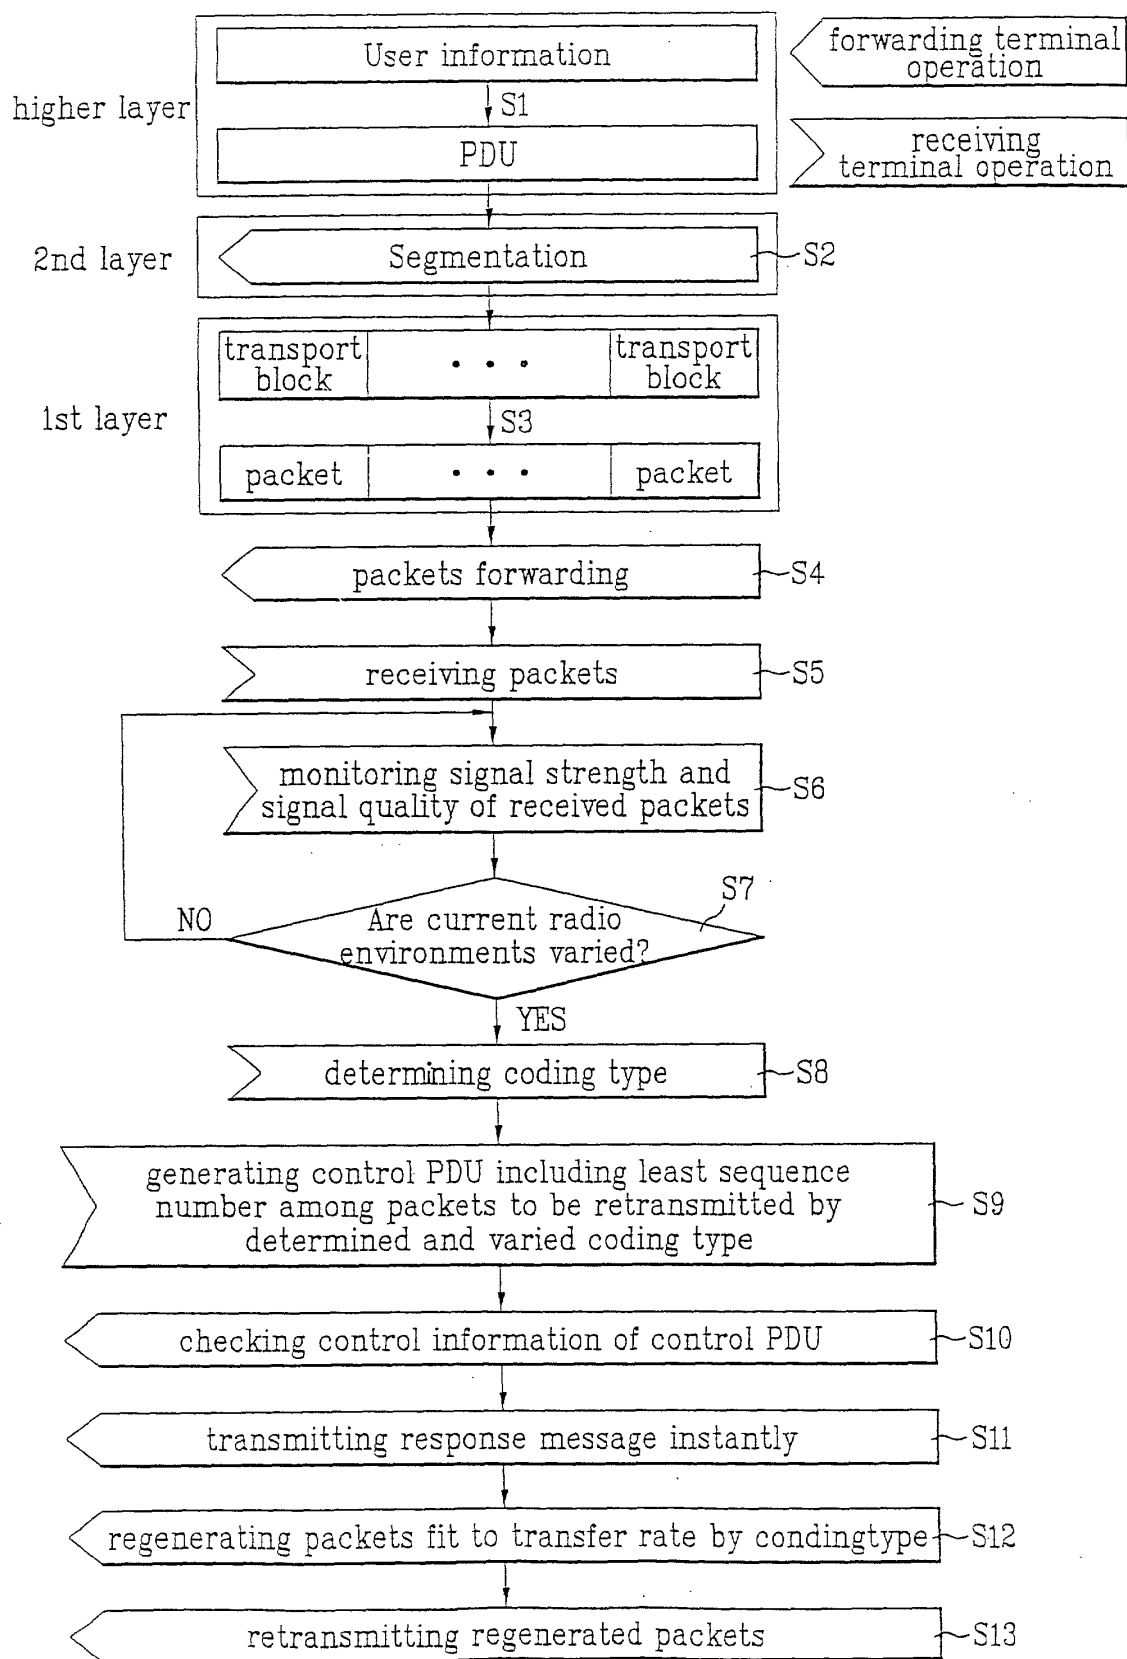 User information
forwarding terminal
operation
higher layer
S1
PDU
receiving
terminal operation
2nd layer
Segmentation
S2
1st layer
transport
block
• • •
transport
block
S3
packet
• • •
packet
packets forwarding
S4
receiving packets
S5
monitoring signal strength and
signal quality of received packets
S6
Are current radio
environments varied?
S7
NO
YES
determining coding type
S8
generating control PDU including least sequence
number among packets to be retransmitted by
determined and varied coding type
S9
checking control information of control PDU
S10
transmitting response message instantly
S11
regenerating packets fit to transfer rate by condingtype
S12
retransmitting regenerated packets
S13